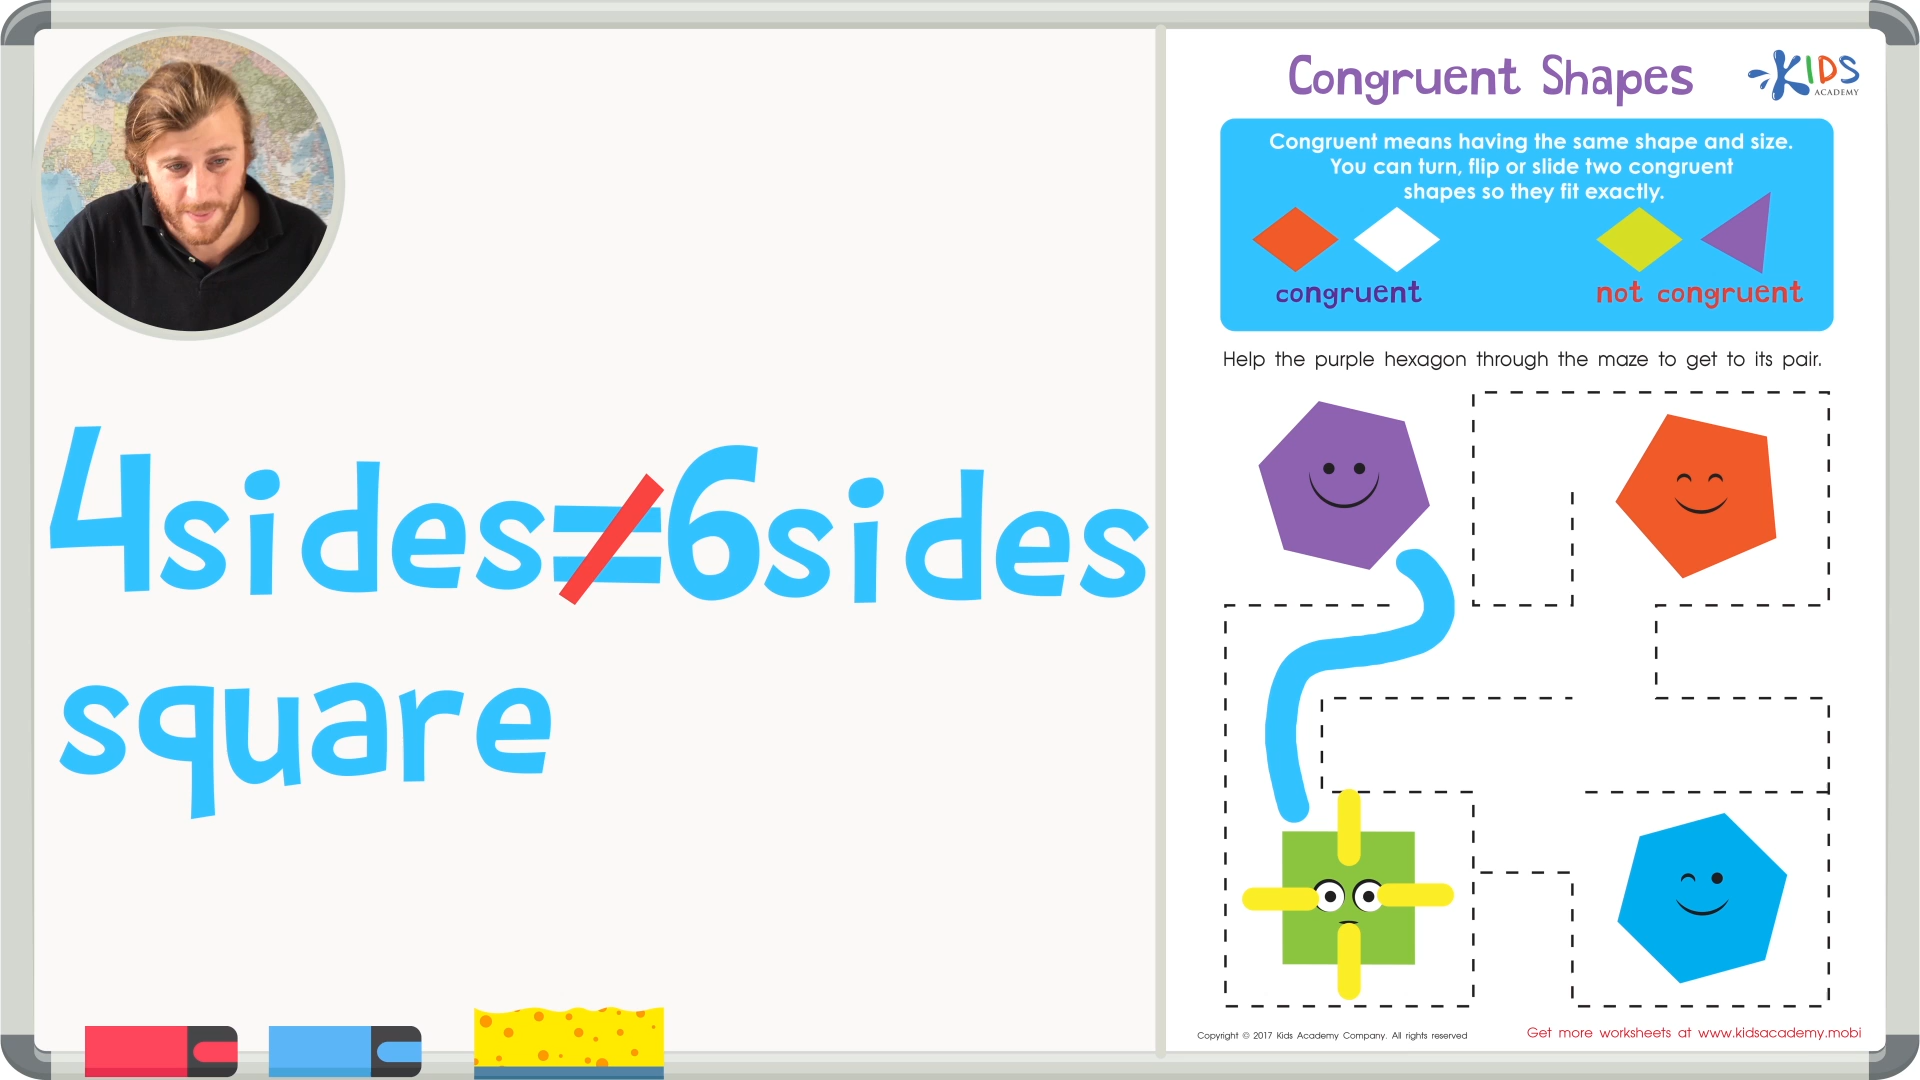 4sides≠6sides
square
Congruent Shapes
KIDS
ACADEMY
Congruent means having the same shape and size.
You can turn, flip or slide two congruent
shapes so they fit exactly.
congruent
not congruent
Help the purple hexagon through the maze to get to its pair.
Copyright © 2017 Kids Academy Company. All rights reserved
Get more worksheets at www.kidsacademy.mobi